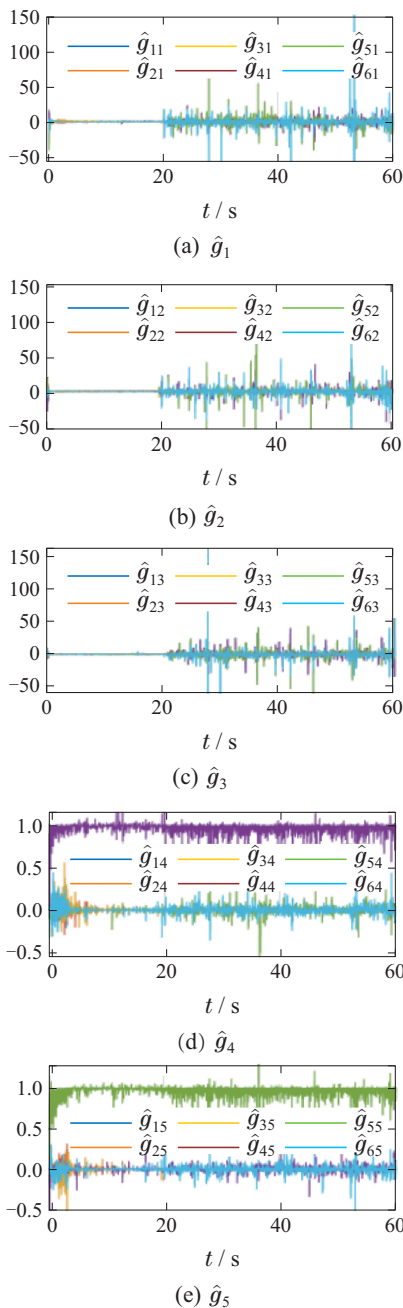 150
ĝ₁₁ ĝ₃₁ ĝ₅₁
100
ĝ₂₁ ĝ₄₁ ĝ₆₁
50
0
−50
0 20 40 60
t / s
(a) ĝ₁
150
ĝ₁₂ ĝ₃₂ ĝ₅₂
100
ĝ₂₂ ĝ₄₂ ĝ₆₂
50
0
−50
0 20 40 60
t / s
(b) ĝ₂
150
ĝ₁₃ ĝ₃₃ ĝ₅₃
100
ĝ₂₃ ĝ₄₃ ĝ₆₃
50
0
−50
0 20 40 60
t / s
(c) ĝ₃
1.0
ĝ₁₄ ĝ₃₄ ĝ₅₄
0.5
ĝ₂₄ ĝ₄₄ ĝ₆₄
0
−0.5
0 20 40 60
t / s
(d) ĝ₄
1.0
ĝ₁₅ ĝ₃₅ ĝ₅₅
0.5
ĝ₂₅ ĝ₄₅ ĝ₆₅
0.0
−0.5
0 20 40 60
t / s
(e) ĝ₅